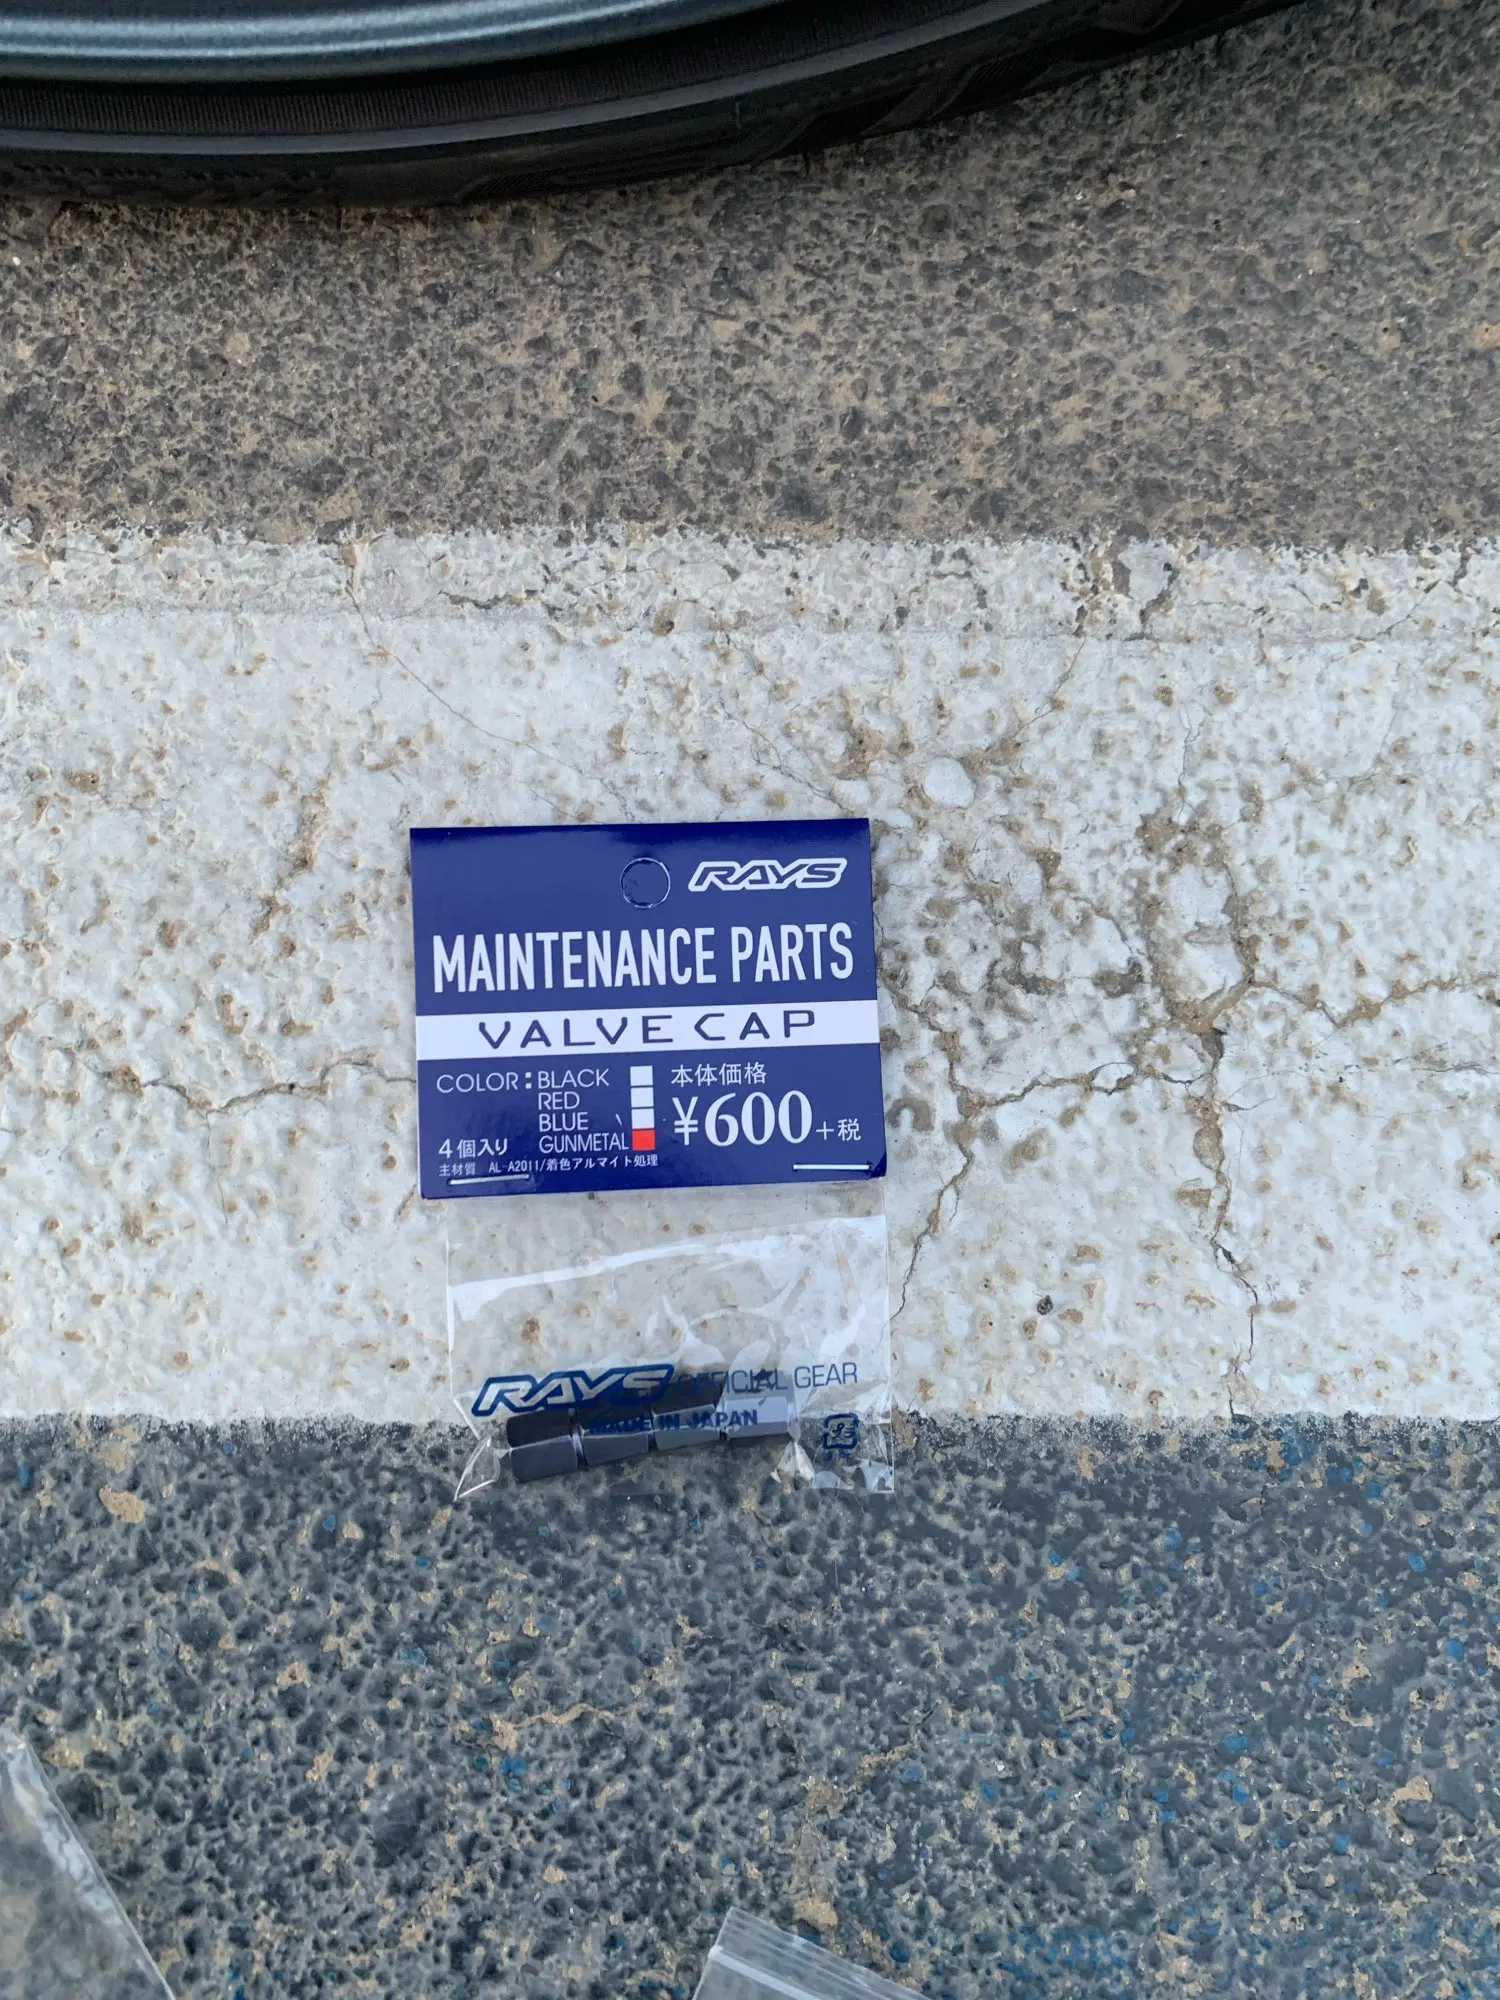 RAYS
MAINTENANCE PARTS
VALVE CAP
COLOR:BLACK
RED
BLUE
GUNMETAL
4個入り
主材質 AL-A2011/着色アルマイト処理
本体価格
¥600+税
RAYS OFFICIAL GEAR
MADE IN JAPAN
プラ